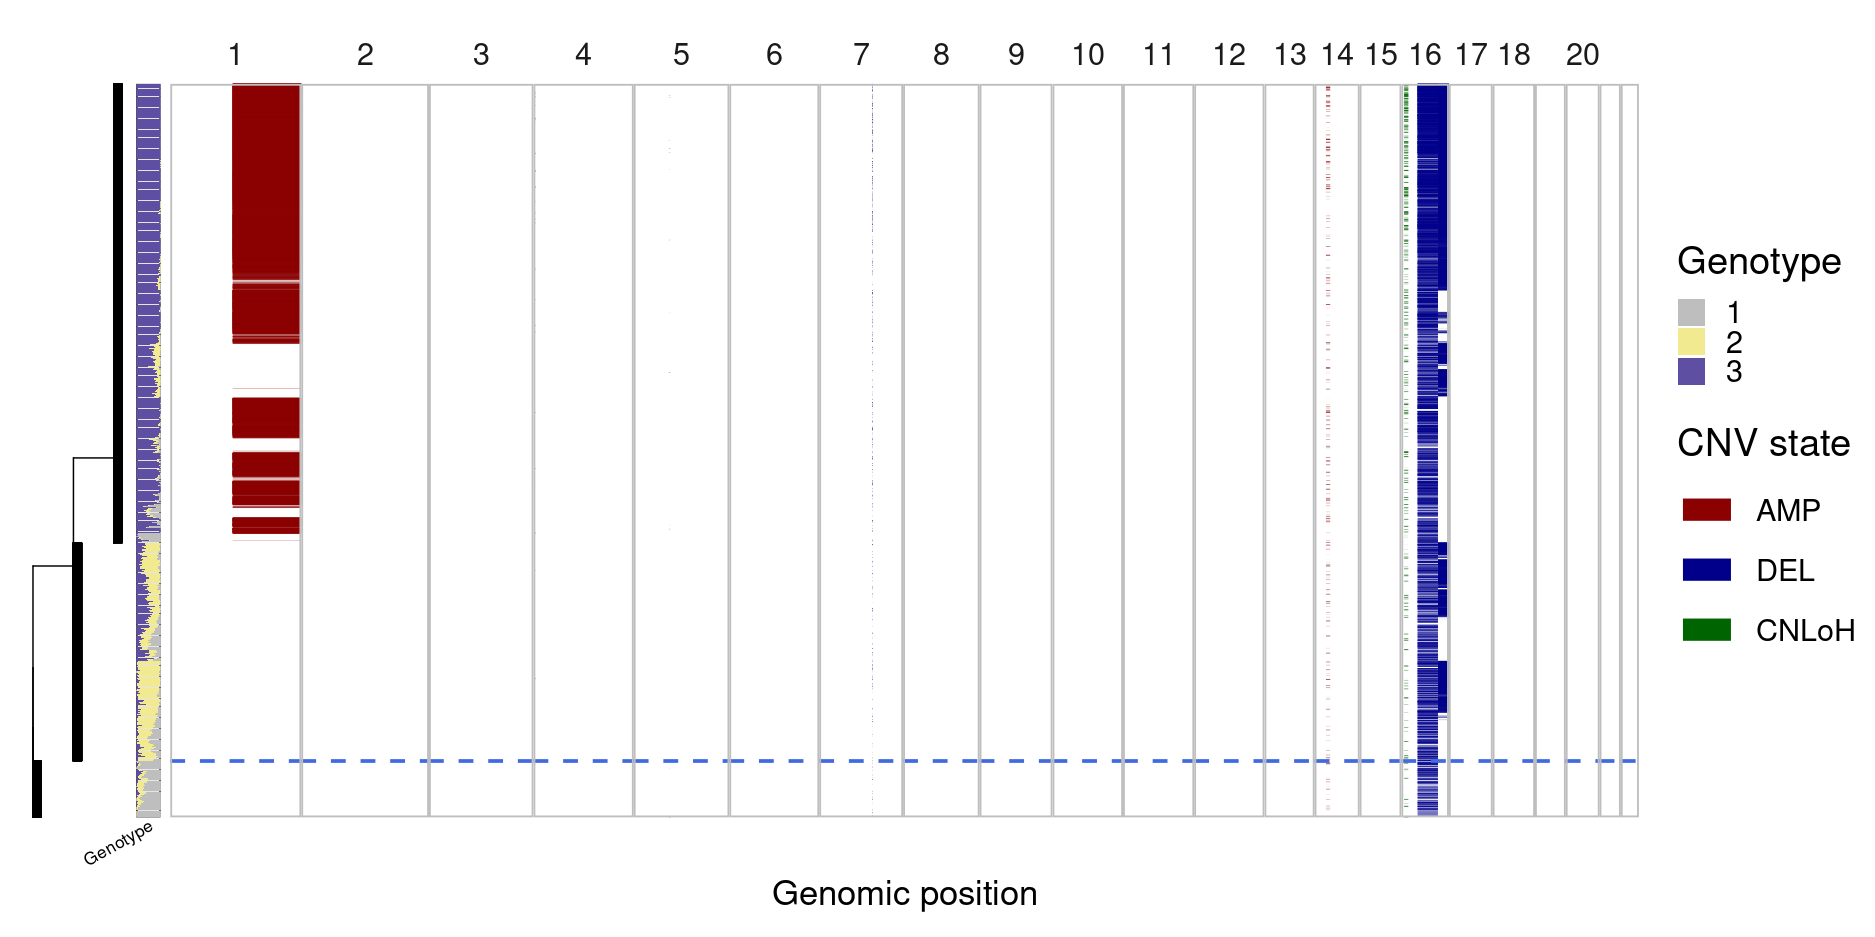 1 2 3 4 5 6 7 8 9 10 11 12 13 14 15 16 17 18 20
Genotype
1
2
3
CNV state
AMP
DEL
CNLoH
Genotype
Genomic position